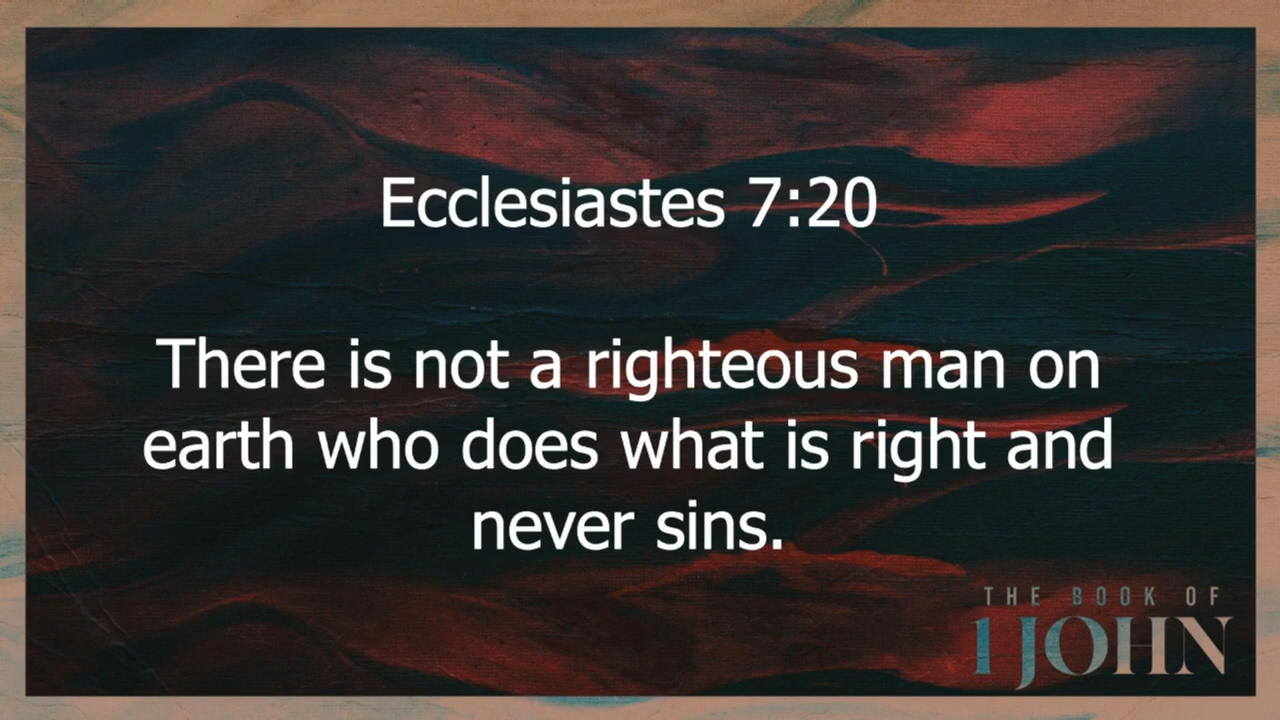 Ecclesiastes 7:20
There is not a righteous man on
earth who does what is right and
never sins.
THE BOOK OF
1 JOHN